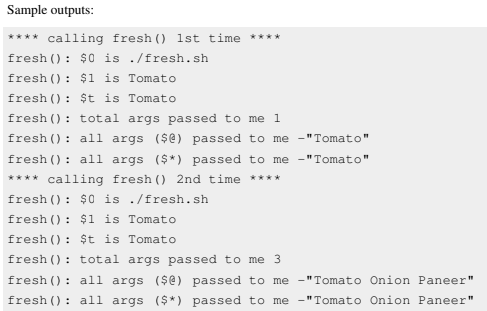 Sample outputs:
**** calling fresh() 1st time ****
fresh(): $0 is ./fresh.sh
fresh(): $1 is Tomato
fresh(): $t is Tomato
fresh(): total args passed to me 1
fresh(): all args ($@) passed to me -"Tomato"
fresh(): all args ($*) passed to me -"Tomato"
**** calling fresh() 2nd time ****
fresh(): $0 is ./fresh.sh
fresh(): $1 is Tomato
fresh(): $t is Tomato
fresh(): total args passed to me 3
fresh(): all args ($@) passed to me -"Tomato Onion Paneer"
fresh(): all args ($*) passed to me -"Tomato Onion Paneer"